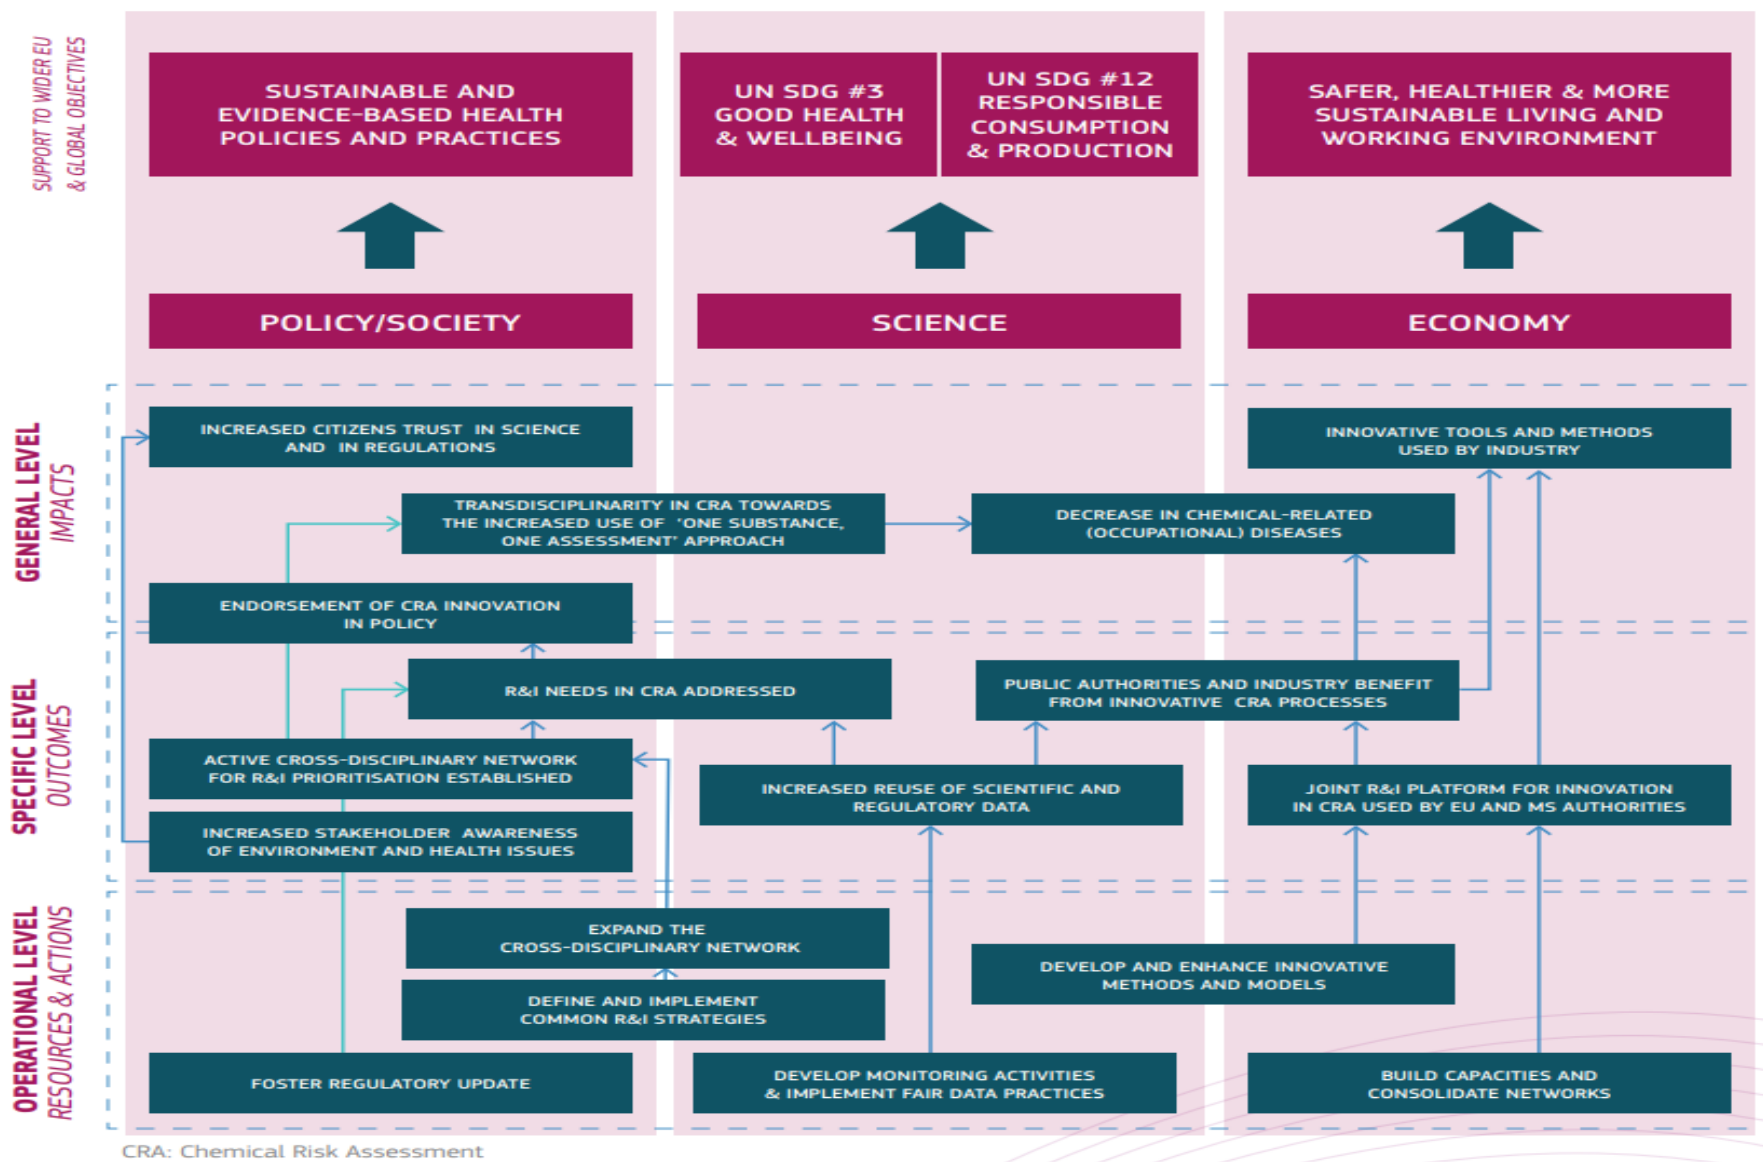 SUPPORT TO WIDER EU
& GLOBAL OBJECTIVES
SUSTAINABLE AND
EVIDENCE-BASED HEALTH
POLICIES AND PRACTICES
UN SDG #3
GOOD HEALTH
& WELLBEING
UN SDG #12
RESPONSIBLE
CONSUMPTION
& PRODUCTION
SAFER, HEALTHIER & MORE
SUSTAINABLE LIVING AND
WORKING ENVIRONMENT
POLICY/SOCIETY
SCIENCE
ECONOMY
GENERAL LEVEL
IMPACTS
INCREASED CITIZENS TRUST IN SCIENCE
AND IN REGULATIONS
INNOVATIVE TOOLS AND METHODS
USED BY INDUSTRY
TRANSDISCIPLINARITY IN CRA TOWARDS
THE INCREASED USE OF ‘ONE SUBSTANCE,
ONE ASSESSMENT’ APPROACH
DECREASE IN CHEMICAL-RELATED
(OCCUPATIONAL) DISEASES
ENDORSEMENT OF CRA INNOVATION
IN POLICY
SPECIFIC LEVEL
OUTCOMES
R&I NEEDS IN CRA ADDRESSED
PUBLIC AUTHORITIES AND INDUSTRY BENEFIT
FROM INNOVATIVE CRA PROCESSES
ACTIVE CROSS-DISCIPLINARY NETWORK
FOR R&I PRIORITISATION ESTABLISHED
INCREASED REUSE OF SCIENTIFIC AND
REGULATORY DATA
JOINT R&I PLATFORM FOR INNOVATION
IN CRA USED BY EU AND MS AUTHORITIES
INCREASED STAKEHOLDER AWARENESS
OF ENVIRONMENT AND HEALTH ISSUES
OPERATIONAL LEVEL
RESOURCES & ACTIONS
EXPAND THE
CROSS-DISCIPLINARY NETWORK
DEVELOP AND ENHANCE INNOVATIVE
METHODS AND MODELS
DEFINE AND IMPLEMENT
COMMON R&I STRATEGIES
FOSTER REGULATORY UPDATE
DEVELOP MONITORING ACTIVITIES
& IMPLEMENT FAIR DATA PRACTICES
BUILD CAPACITIES AND
CONSOLIDATE NETWORKS
CRA: Chemical Risk Assessment